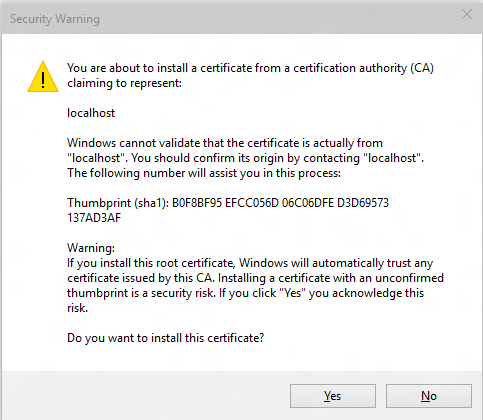 Security Warning
You are about to install a certificate from a certification authority (CA)
claiming to represent:
localhost
Windows cannot validate that the certificate is actually from
"localhost". You should confirm its origin by contacting "localhost".
The following number will assist you in this process:
Thumbprint (sha1): B0F8BF95 EFCC056D 06C06DFE D3D69573
137AD3AF
Warning:
If you install this root certificate, Windows will automatically trust any
certificate issued by this CA. Installing a certificate with an unconfirmed
thumbprint is a security risk. If you click "Yes" you acknowledge this
risk.
Do you want to install this certificate?
Yes
No